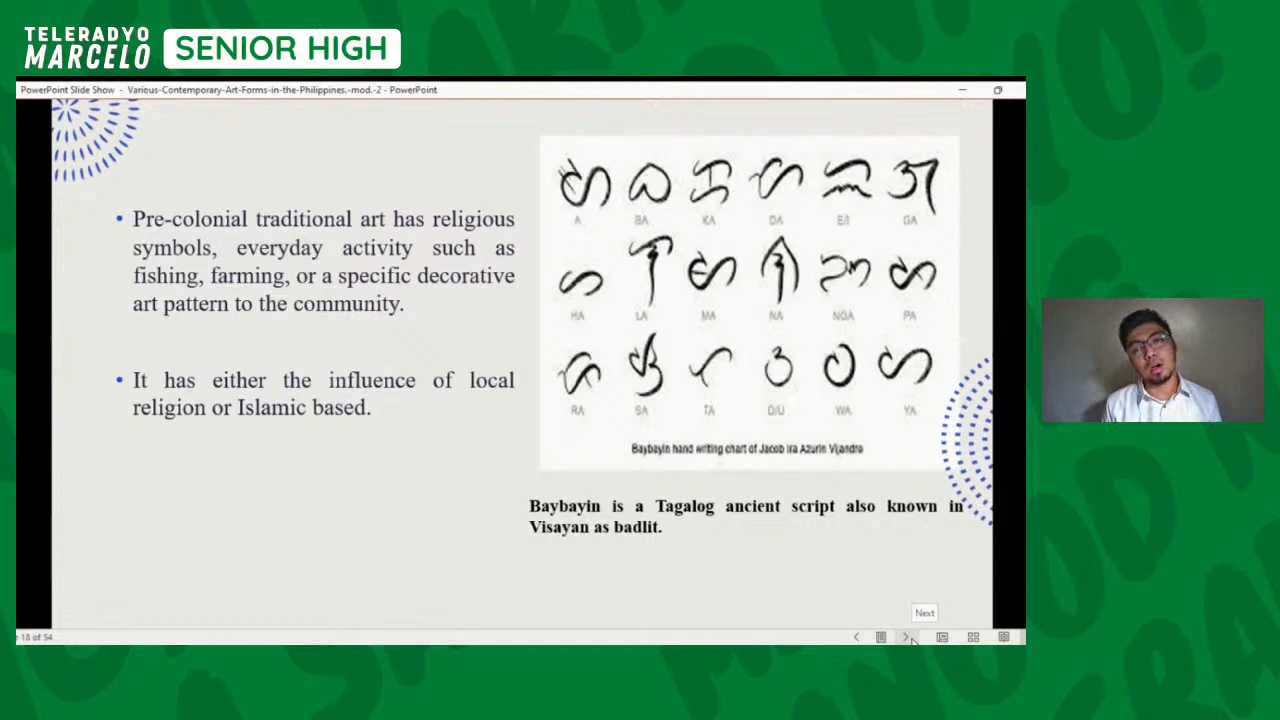 TELERADYO
MARCELO
SENIOR HIGH
PowerPoint Slide Show - Various-Contemporary-Art-Forms-in-the-Philippines.-mod.-2 - PowerPoint
• Pre-colonial traditional art has religious
symbols, everyday activity such as
fishing, farming, or a specific decorative
art pattern to the community.
• It has either the influence of local
religion or Islamic based.
A BA KA DA E/I GA
HA LA MA NA NGA PA
RA SA TA O/U WA YA
Baybayin hand writing chart of Jacob Ira Azurin Vijandre
Baybayin is a Tagalog ancient script also known in
Visayan as badlit.
Next
18 of 54